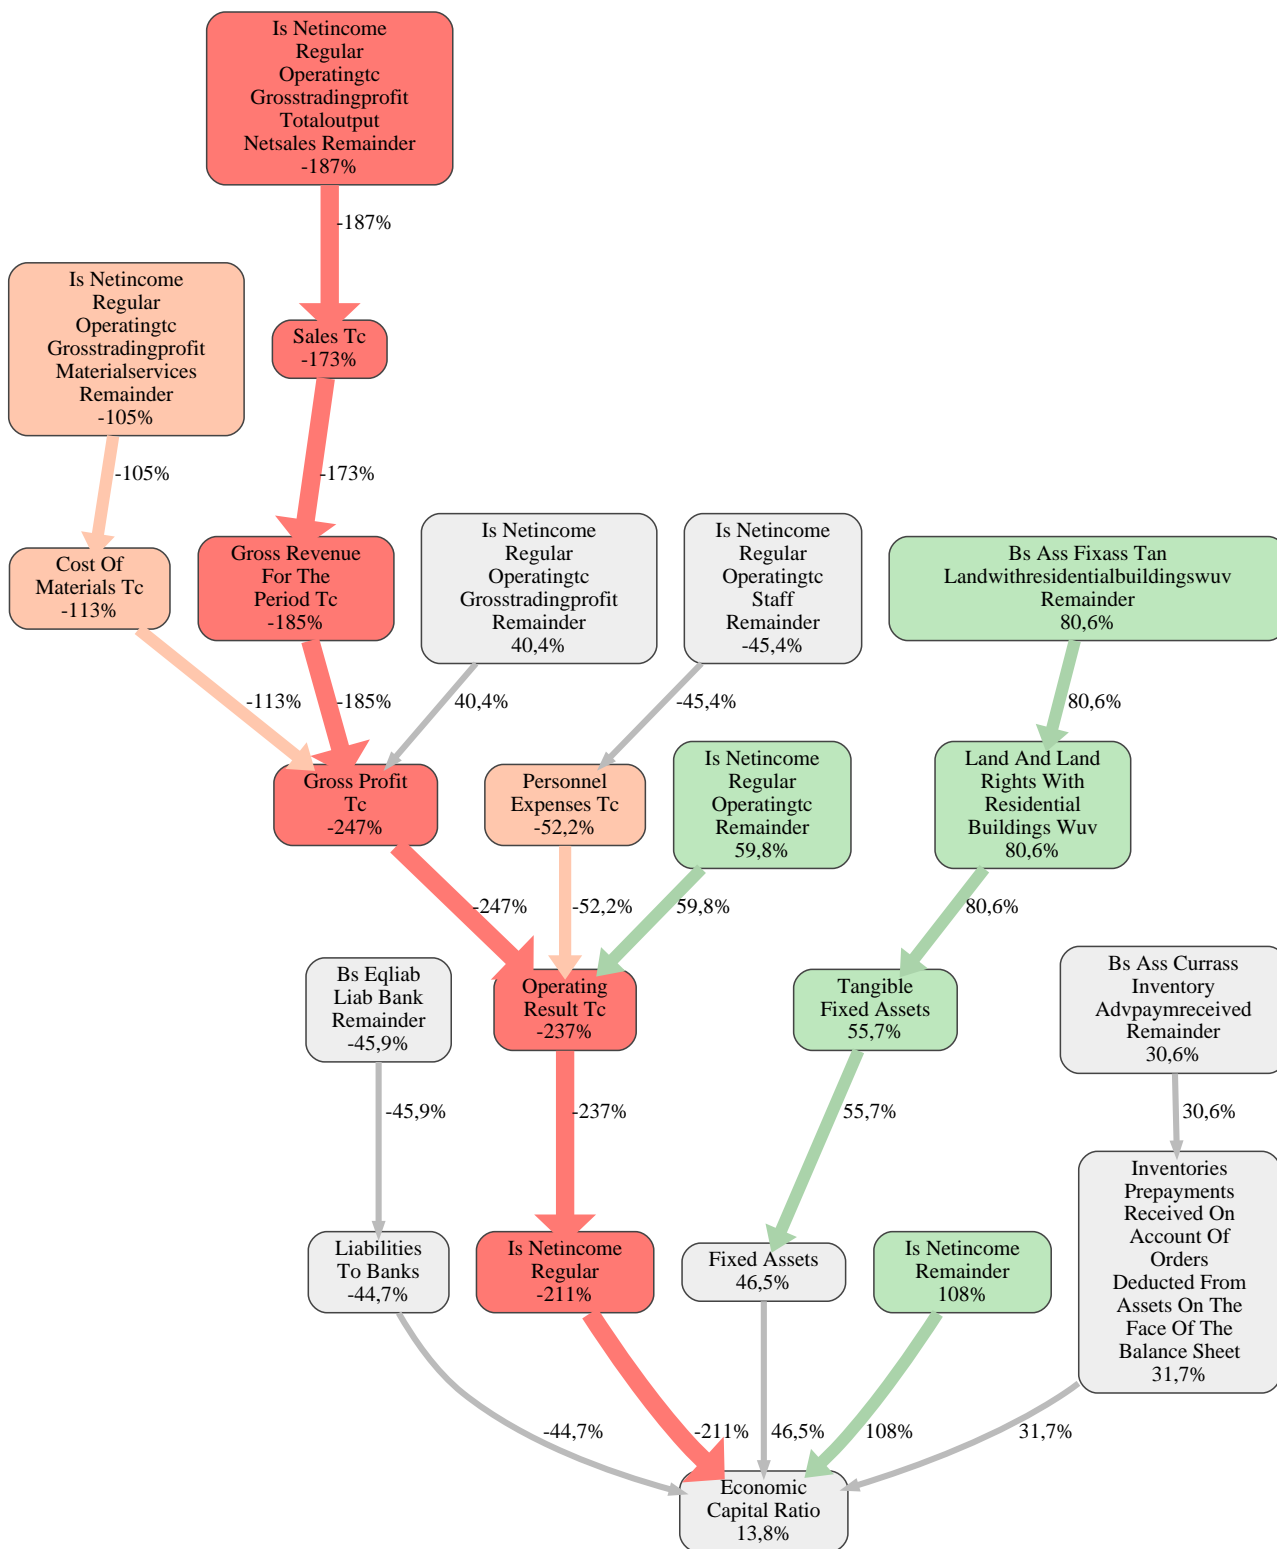 Is Netincome
Regular
Operatingtc
Grosstradingprofit
Totaloutput
Netsales Remainder
-187%
-187%
Is Netincome
Regular
Operatingtc
Grosstradingprofit
Materialservices
Remainder
-105%
Sales Tc
-173%
-105%
-173%
Cost Of
Materials Tc
-113%
Gross Revenue
For The
Period Tc
-185%
Is Netincome
Regular
Operatingtc
Grosstradingprofit
Remainder
40,4%
Is Netincome
Regular
Operatingtc
Staff
Remainder
-45,4%
Bs Ass Fixass Tan
Landwithresidentialbuildingswuv
Remainder
80,6%
-113%
-185%
40,4%
-45,4%
80,6%
Gross Profit
Tc
-247%
Personnel
Expenses Tc
-52,2%
Is Netincome
Regular
Operatingtc
Remainder
59,8%
Land And Land
Rights With
Residential
Buildings Wuv
80,6%
-247%
-52,2%
59,8%
80,6%
Bs Eqliab
Liab Bank
Remainder
-45,9%
Operating
Result Tc
-237%
Tangible
Fixed Assets
55,7%
Bs Ass Currass
Inventory
Advpaymreceived
Remainder
30,6%
-45,9%
-237%
55,7%
30,6%
Liabilities
To Banks
-44,7%
Is Netincome
Regular
-211%
Fixed Assets
46,5%
Is Netincome
Remainder
108%
Inventories
Prepayments
Received On
Account Of
Orders
Deducted From
Assets On The
Face Of The
Balance Sheet
31,7%
-44,7%
-211%
46,5%
108%
31,7%
Economic
Capital Ratio
13,8%